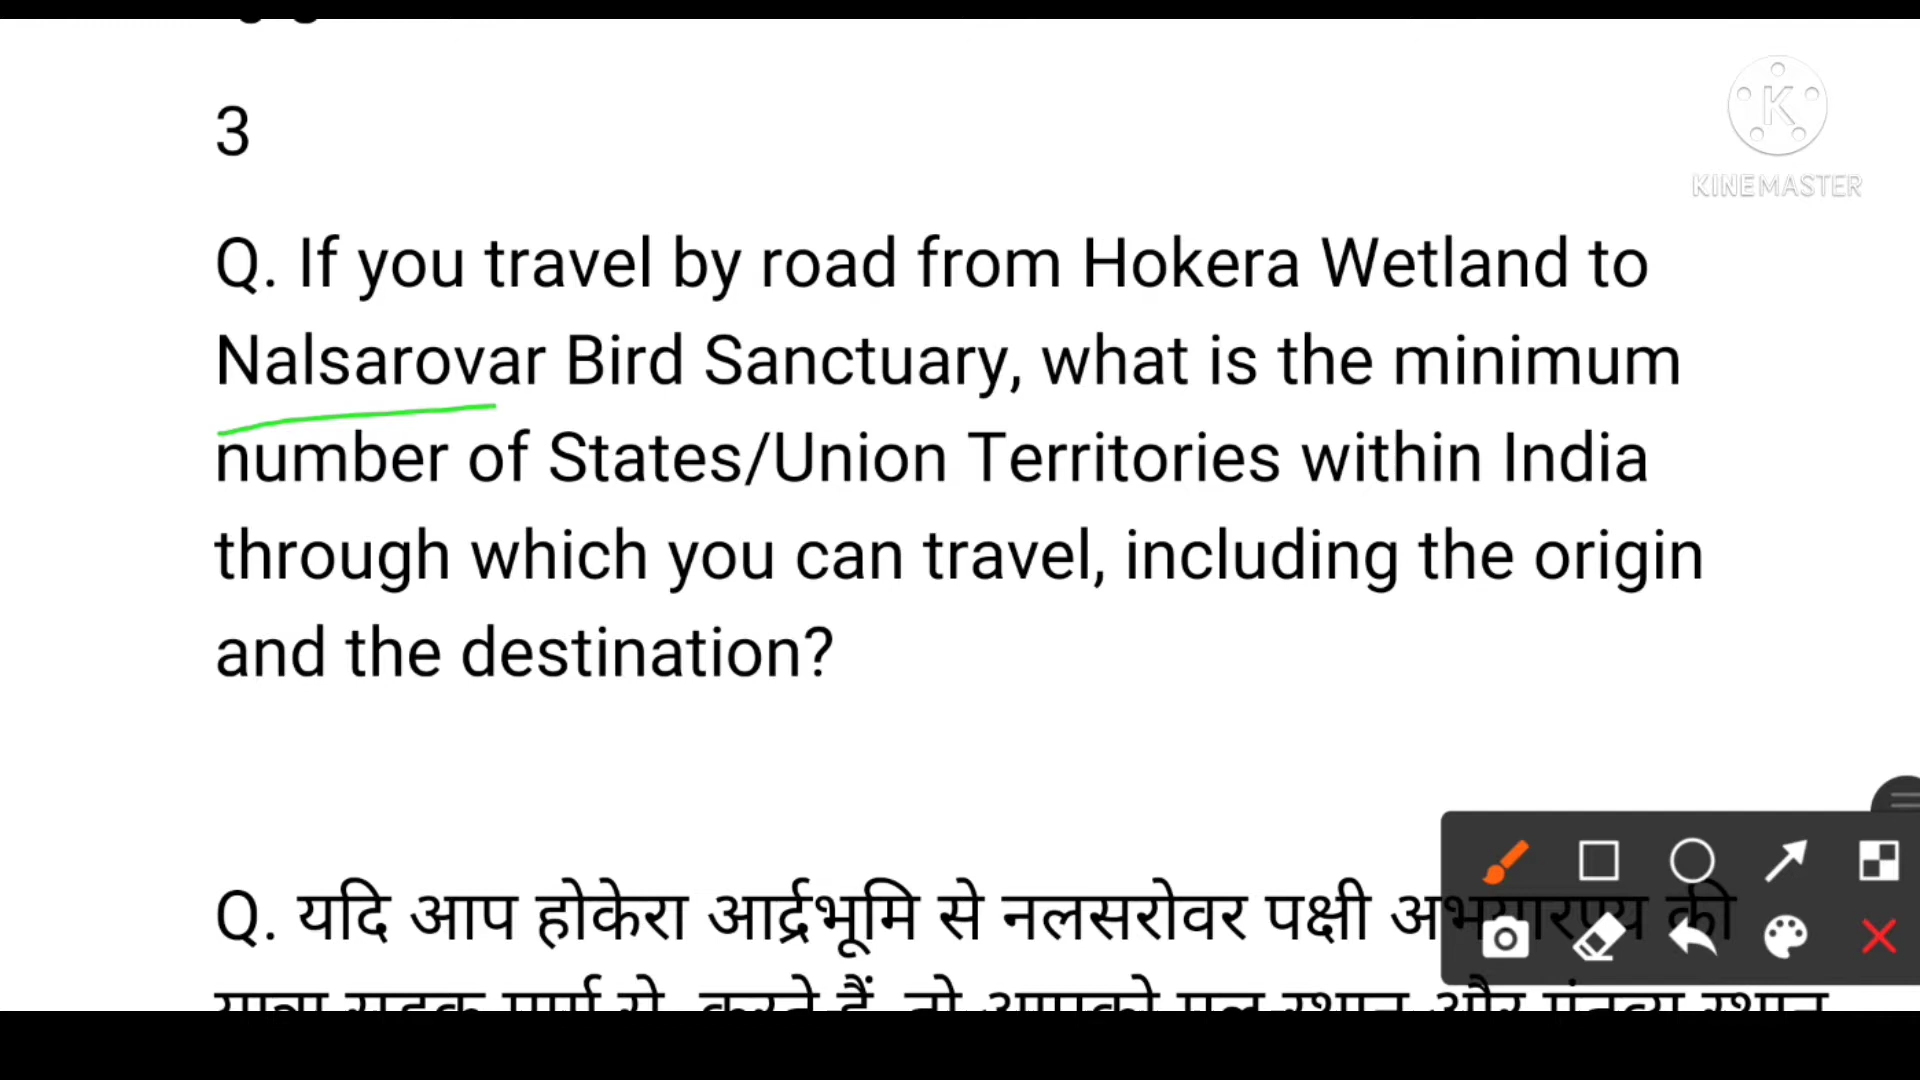 3
KINEMASTER
Q. If you travel by road from Hokera Wetland to
Nalsarovar Bird Sanctuary, what is the minimum
number of States/Union Territories within India
through which you can travel, including the origin
and the destination?
Q. यदि आप होकेरा आर्द्रभूमि से नलसरोवर पक्षी अभयारण्य की